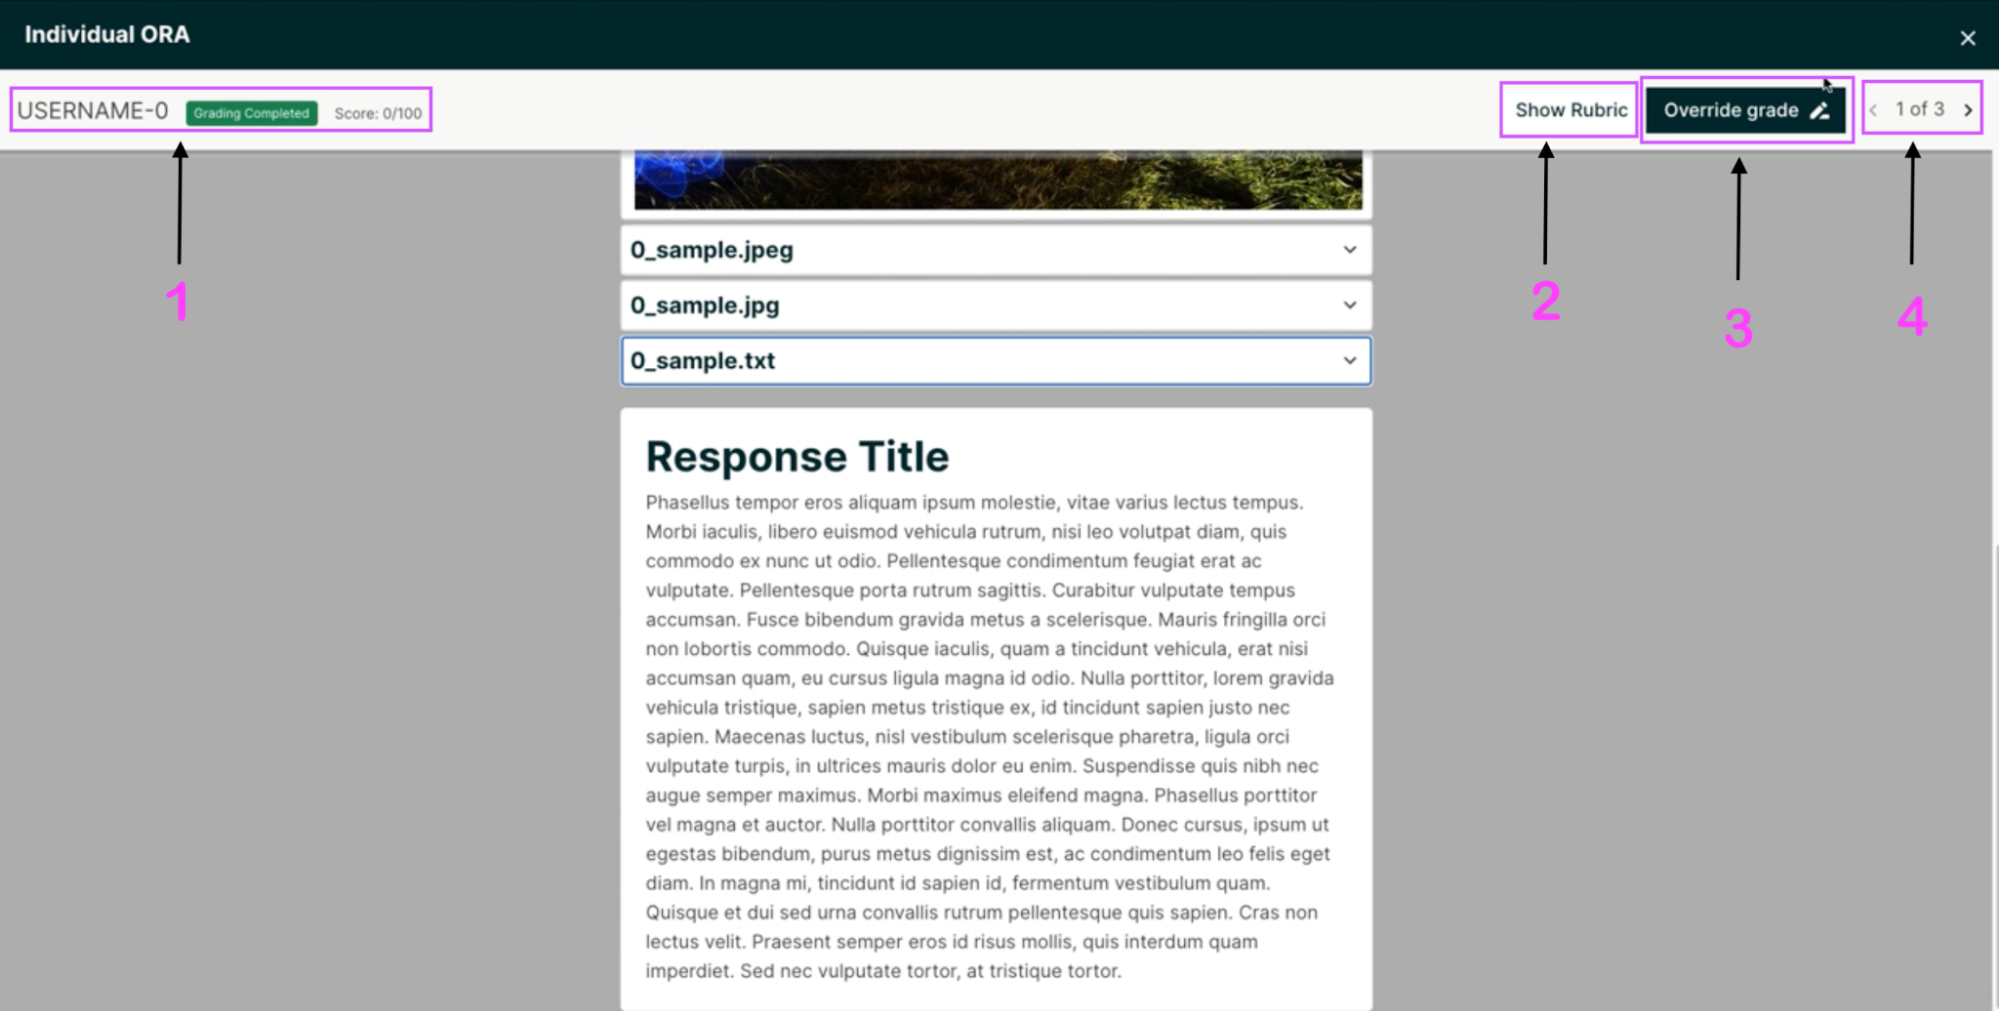 Individual ORA
USERNAME-0 Grading Completed Score: 0/100 Show Rubric Override grade 1 of 3
1
2
3
4
0_sample.jpeg
0_sample.jpg
0_sample.txt
Response Title
Phasellus tempor eros aliquam ipsum molestie, vitae varius lectus tempus.
Morbi iaculis, libero euismod vehicula rutrum, nisi leo volutpat diam, quis
commodo ex nunc ut odio. Pellentesque condimentum feugiat erat ac
vulputate. Pellentesque porta rutrum sagittis. Curabitur vulputate tempus
accumsan. Fusce bibendum gravida metus a scelerisque. Mauris fringilla orci
non lobortis commodo. Quisque iaculis, quam a tincidunt vehicula, erat nisi
accumsan quam, eu cursus ligula magna id odio. Nulla porttitor, lorem gravida
vehicula tristique, sapien metus tristique ex, id tincidunt sapien justo nec
sapien. Maecenas luctus, nisl vestibulum scelerisque pharetra, ligula orci
vulputate turpis, in ultrices mauris dolor eu enim. Suspendisse quis nibh nec
augue semper maximus. Morbi maximus eleifend magna. Phasellus porttitor
vel magna et auctor. Nulla porttitor convallis aliquam. Donec cursus, ipsum ut
egestas bibendum, purus metus dignissim est, ac condimentum leo felis eget
diam. In magna mi, tincidunt id sapien id, fermentum vestibulum quam.
Quisque et dui sed urna convallis rutrum pellentesque quis sapien. Cras non
lectus velit. Praesent semper eros id risus mollis, quis interdum quam
imperdiet. Sed nec vulputate tortor, at tristique tortor.